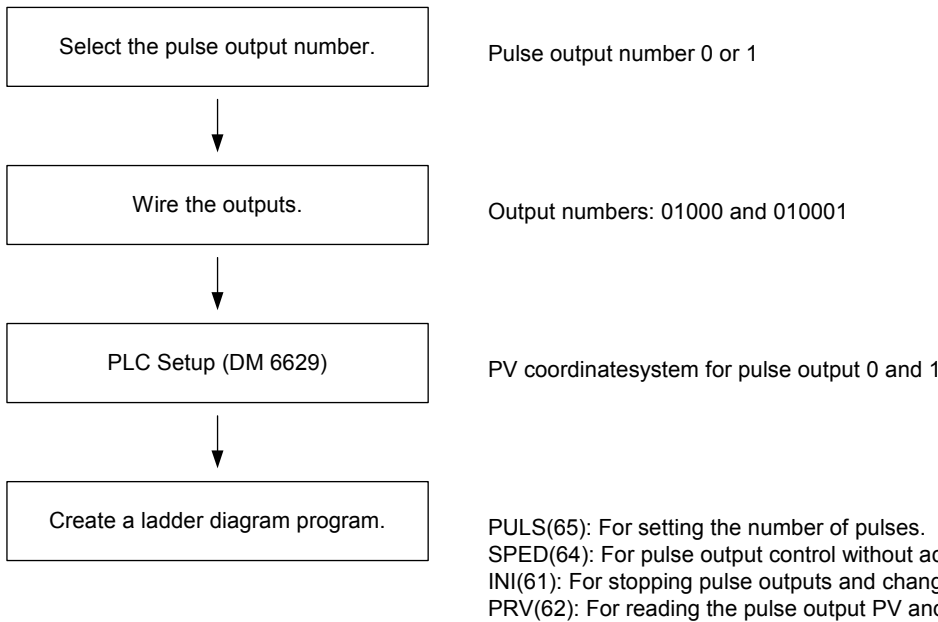 Select the pulse output number.
Pulse output number 0 or 1
Wire the outputs.
Output numbers: 01000 and 010001
PLC Setup (DM 6629)
PV coordinatesystem for pulse output 0 and 1
Create a ladder diagram program.
PULS(65): For setting the number of pulses.
SPED(64): For pulse output control without
INI(61): For stopping pulse outputs and
PRV(62): For reading the pulse output PV